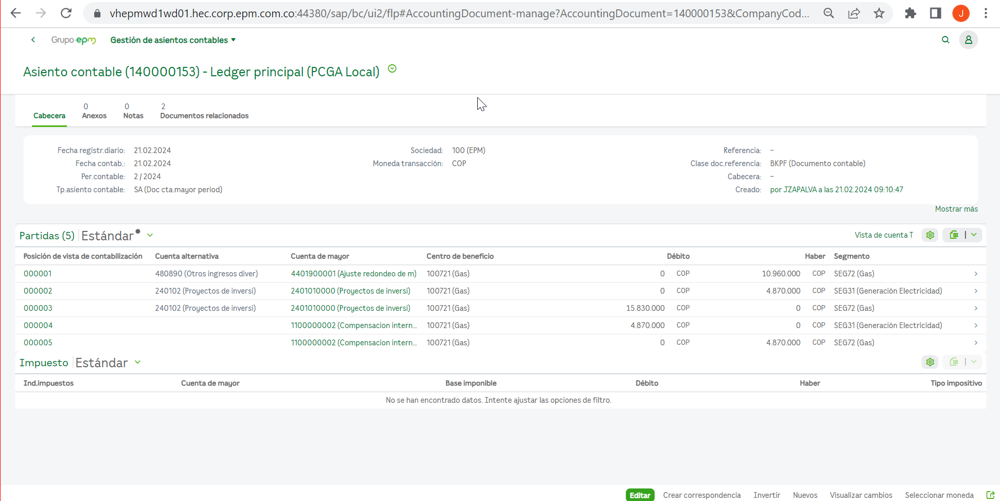 vhepmwd1wd01.hec.corp.epm.com.co:44380/sap/bc/ui2/flp#AccountingDocument-manage?AccountingDocument=140000153&CompanyCod...
J
Grupo·epm Gestión de asientos contables
Asiento contable (140000153) - Ledger principal (PCGA Local)
0 0 2
Cabecera Anexos Notas Documentos relacionados
Fecha registr.diario: 21.02.2024 Sociedad: 100 (EPM) Referencia: –
Fecha contab.: 21.02.2024 Moneda transacción: COP Clase doc.referencia: BKPF (Documento contable)
Per.contable: 2 / 2024 Cabecera: –
Tp.asiento contable: SA (Doc cta.mayor period) Creado: por JZAPALVA a las 21.02.2024 09:10:47
Mostrar más
Partidas (5) Estándar Vista de cuenta T
Posición de vista de contabilización Cuenta alternativa Cuenta de mayor Centro de beneficio Débito Haber Segmento
000001 480890 (Otros ingresos diver) 4401900001 (Ajuste redondeo de m) 100721 (Gas) 0 COP 10.960.000 COP SEG72 (Gas)
000002 240102 (Proyectos de inversi) 2401010000 (Proyectos de inversi) 100721 (Gas) 0 COP 4.870.000 COP SEG31 (Generación Electricidad)
000003 240102 (Proyectos de inversi) 2401010000 (Proyectos de inversi) 100721 (Gas) 15.830.000 COP 0 COP SEG72 (Gas)
000004 1100000002 (Compensacion intern... 100721 (Gas) 4.870.000 COP 0 COP SEG31 (Generación Electricidad)
000005 1100000002 (Compensacion intern... 100721 (Gas) 0 COP 4.870.000 COP SEG72 (Gas)
Impuesto Estándar
Ind.impuestos Cuenta de mayor Base imponible Débito Haber Tipo impositivo
No se han encontrado datos. Intente ajustar las opciones de filtro.
Editar Crear correspondencia Invertir Nuevos Visualizar cambios Seleccionar moneda